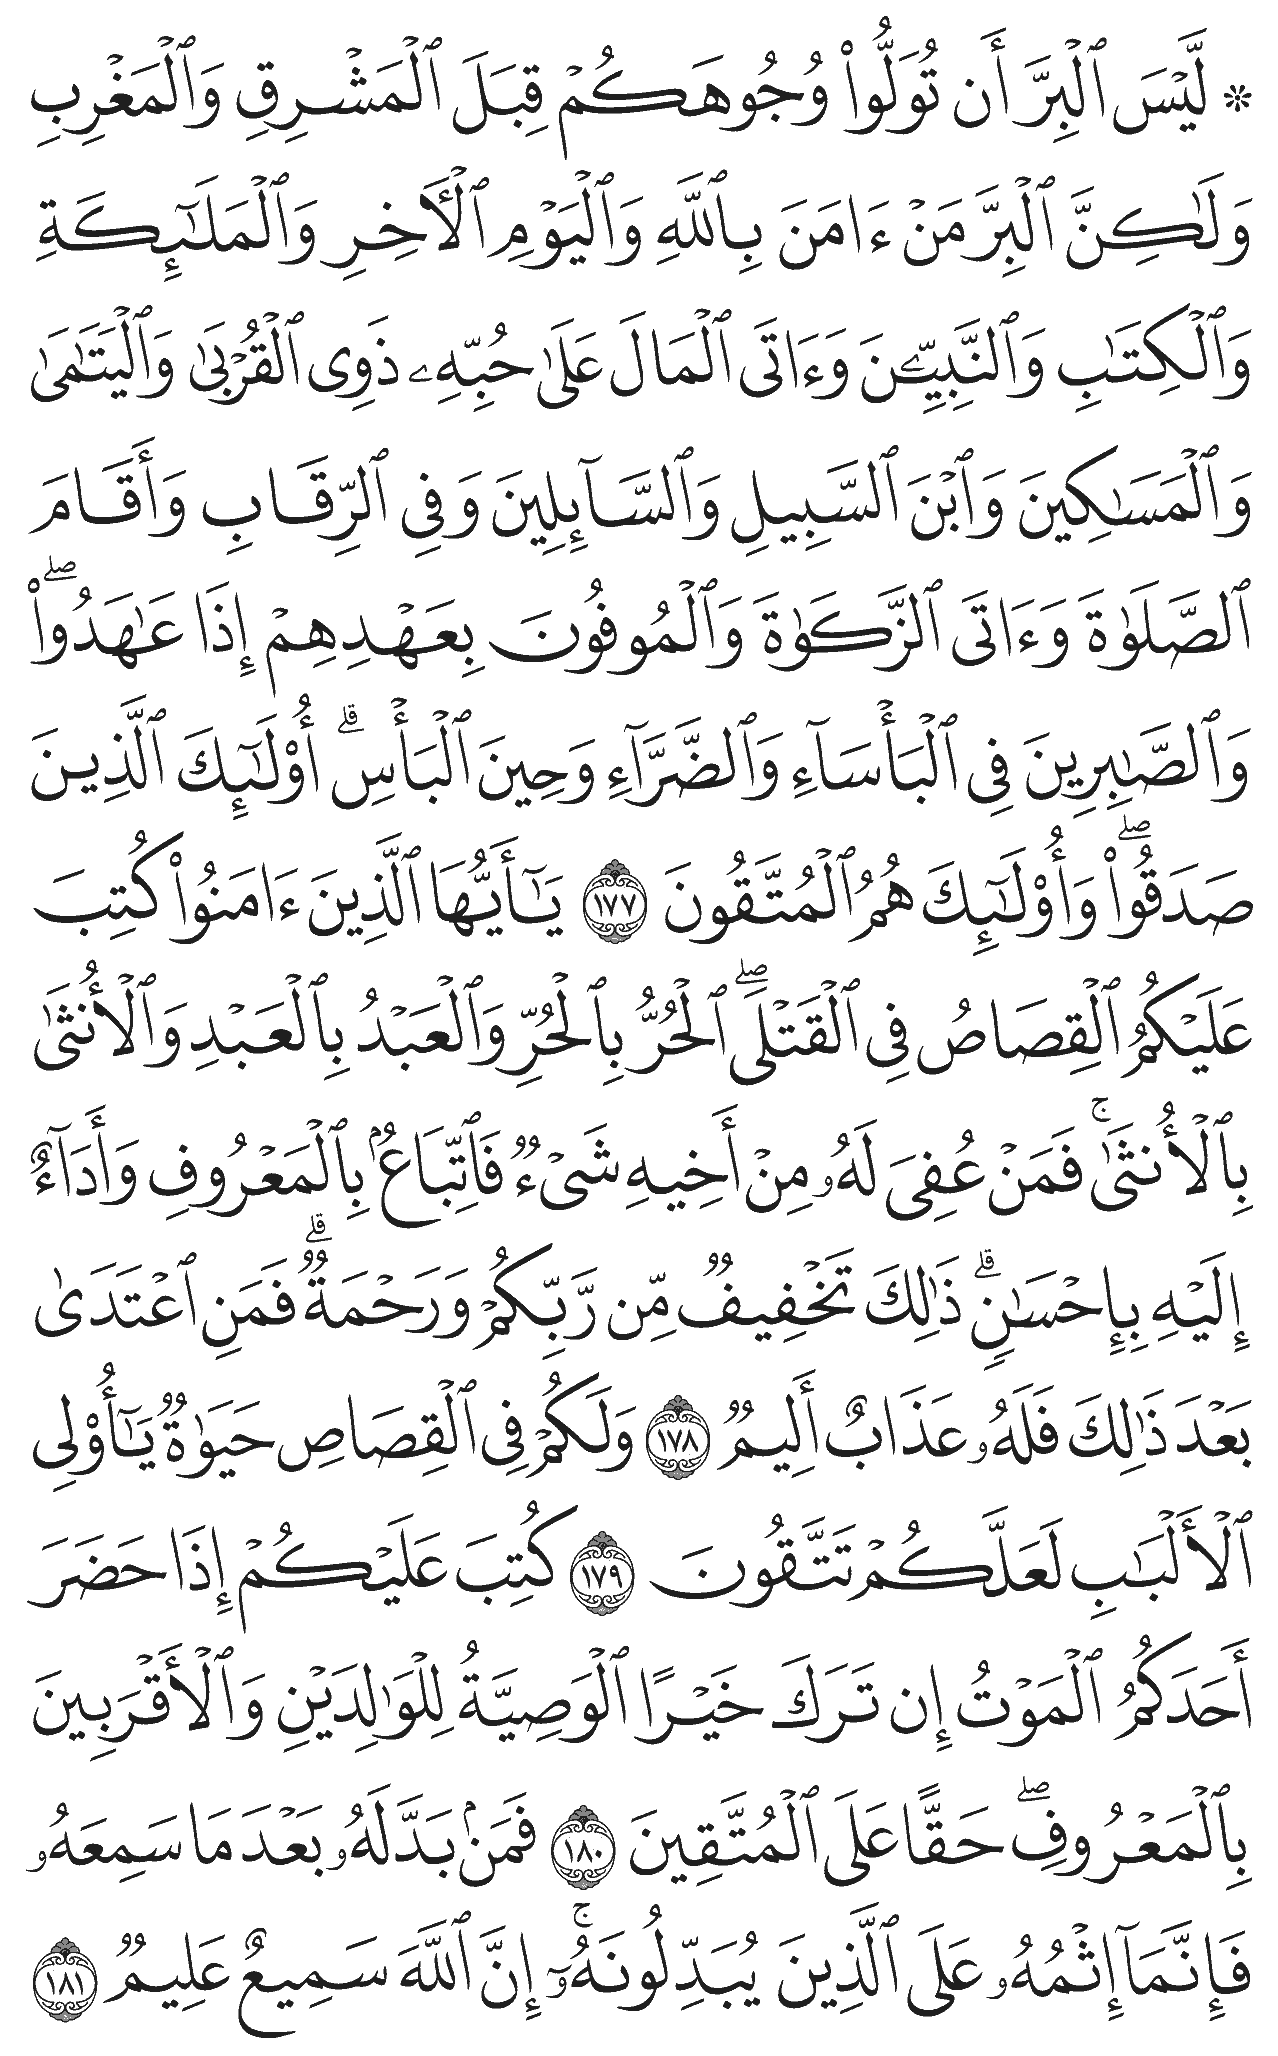 ۞ لَّيْسَ ٱلْبِرَّ أَن تُوَلُّوا۟ وُجُوهَكُمْ قِبَلَ ٱلْمَشْرِقِ وَٱلْمَغْرِبِ
وَلَـٰكِنَّ ٱلْبِرَّ مَنْ ءَامَنَ بِٱللَّهِ وَٱلْيَوْمِ ٱلْـَٔاخِرِ وَٱلْمَلَـٰٓئِكَةِ
وَٱلْكِتَـٰبِ وَٱلنَّبِيِّـۧنَ وَءَاتَى ٱلْمَالَ عَلَىٰ حُبِّهِۦ ذَوِى ٱلْقُرْبَىٰ وَٱلْيَتَـٰمَىٰ
وَٱلْمَسَـٰكِينَ وَٱبْنَ ٱلسَّبِيلِ وَٱلسَّآئِلِينَ وَفِى ٱلرِّقَابِ وَأَقَامَ
ٱلصَّلَوٰةَ وَءَاتَى ٱلزَّكَوٰةَ وَٱلْمُوفُونَ بِعَهْدِهِمْ إِذَا عَـٰهَدُوا۟ ۖ
وَٱلصَّـٰبِرِينَ فِى ٱلْبَأْسَآءِ وَٱلضَّرَّآءِ وَحِينَ ٱلْبَأْسِ ۗ أُو۟لَـٰٓئِكَ ٱلَّذِينَ
صَدَقُوا۟ ۖ وَأُو۟لَـٰٓئِكَ هُمُ ٱلْمُتَّقُونَ ١٧٧ يَـٰٓأَيُّهَا ٱلَّذِينَ ءَامَنُوا۟ كُتِبَ
عَلَيْكُمُ ٱلْقِصَاصُ فِى ٱلْقَتْلَى ۖ ٱلْحُرُّ بِٱلْحُرِّ وَٱلْعَبْدُ بِٱلْعَبْدِ وَٱلْأُنثَىٰ
بِٱلْأُنثَىٰ ۚ فَمَنْ عُفِىَ لَهُۥ مِنْ أَخِيهِ شَىْءٌ فَٱتِّبَاعٌۢ بِٱلْمَعْرُوفِ وَأَدَآءٌ
إِلَيْهِ بِإِحْسَـٰنٍ ۗ ذَٰلِكَ تَخْفِيفٌ مِّن رَّبِّكُمْ وَرَحْمَةٌ ۗ فَمَنِ ٱعْتَدَىٰ
بَعْدَ ذَٰلِكَ فَلَهُۥ عَذَابٌ أَلِيمٌ ١٧٨ وَلَكُمْ فِى ٱلْقِصَاصِ حَيَوٰةٌ يَـٰٓأُو۟لِى
ٱلْأَلْبَـٰبِ لَعَلَّكُمْ تَتَّقُونَ ١٧٩ كُتِبَ عَلَيْكُمْ إِذَا حَضَرَ
أَحَدَكُمُ ٱلْمَوْتُ إِن تَرَكَ خَيْرًا ٱلْوَصِيَّةُ لِلْوَٰلِدَيْنِ وَٱلْأَقْرَبِينَ
بِٱلْمَعْرُوفِ ۖ حَقًّا عَلَى ٱلْمُتَّقِينَ ١٨٠ فَمَنۢ بَدَّلَهُۥ بَعْدَ مَا سَمِعَهُۥ
فَإِنَّمَآ إِثْمُهُۥ عَلَى ٱلَّذِينَ يُبَدِّلُونَهُۥٓ ۚ إِنَّ ٱللَّهَ سَمِيعٌ عَلِيمٌ ١٨١